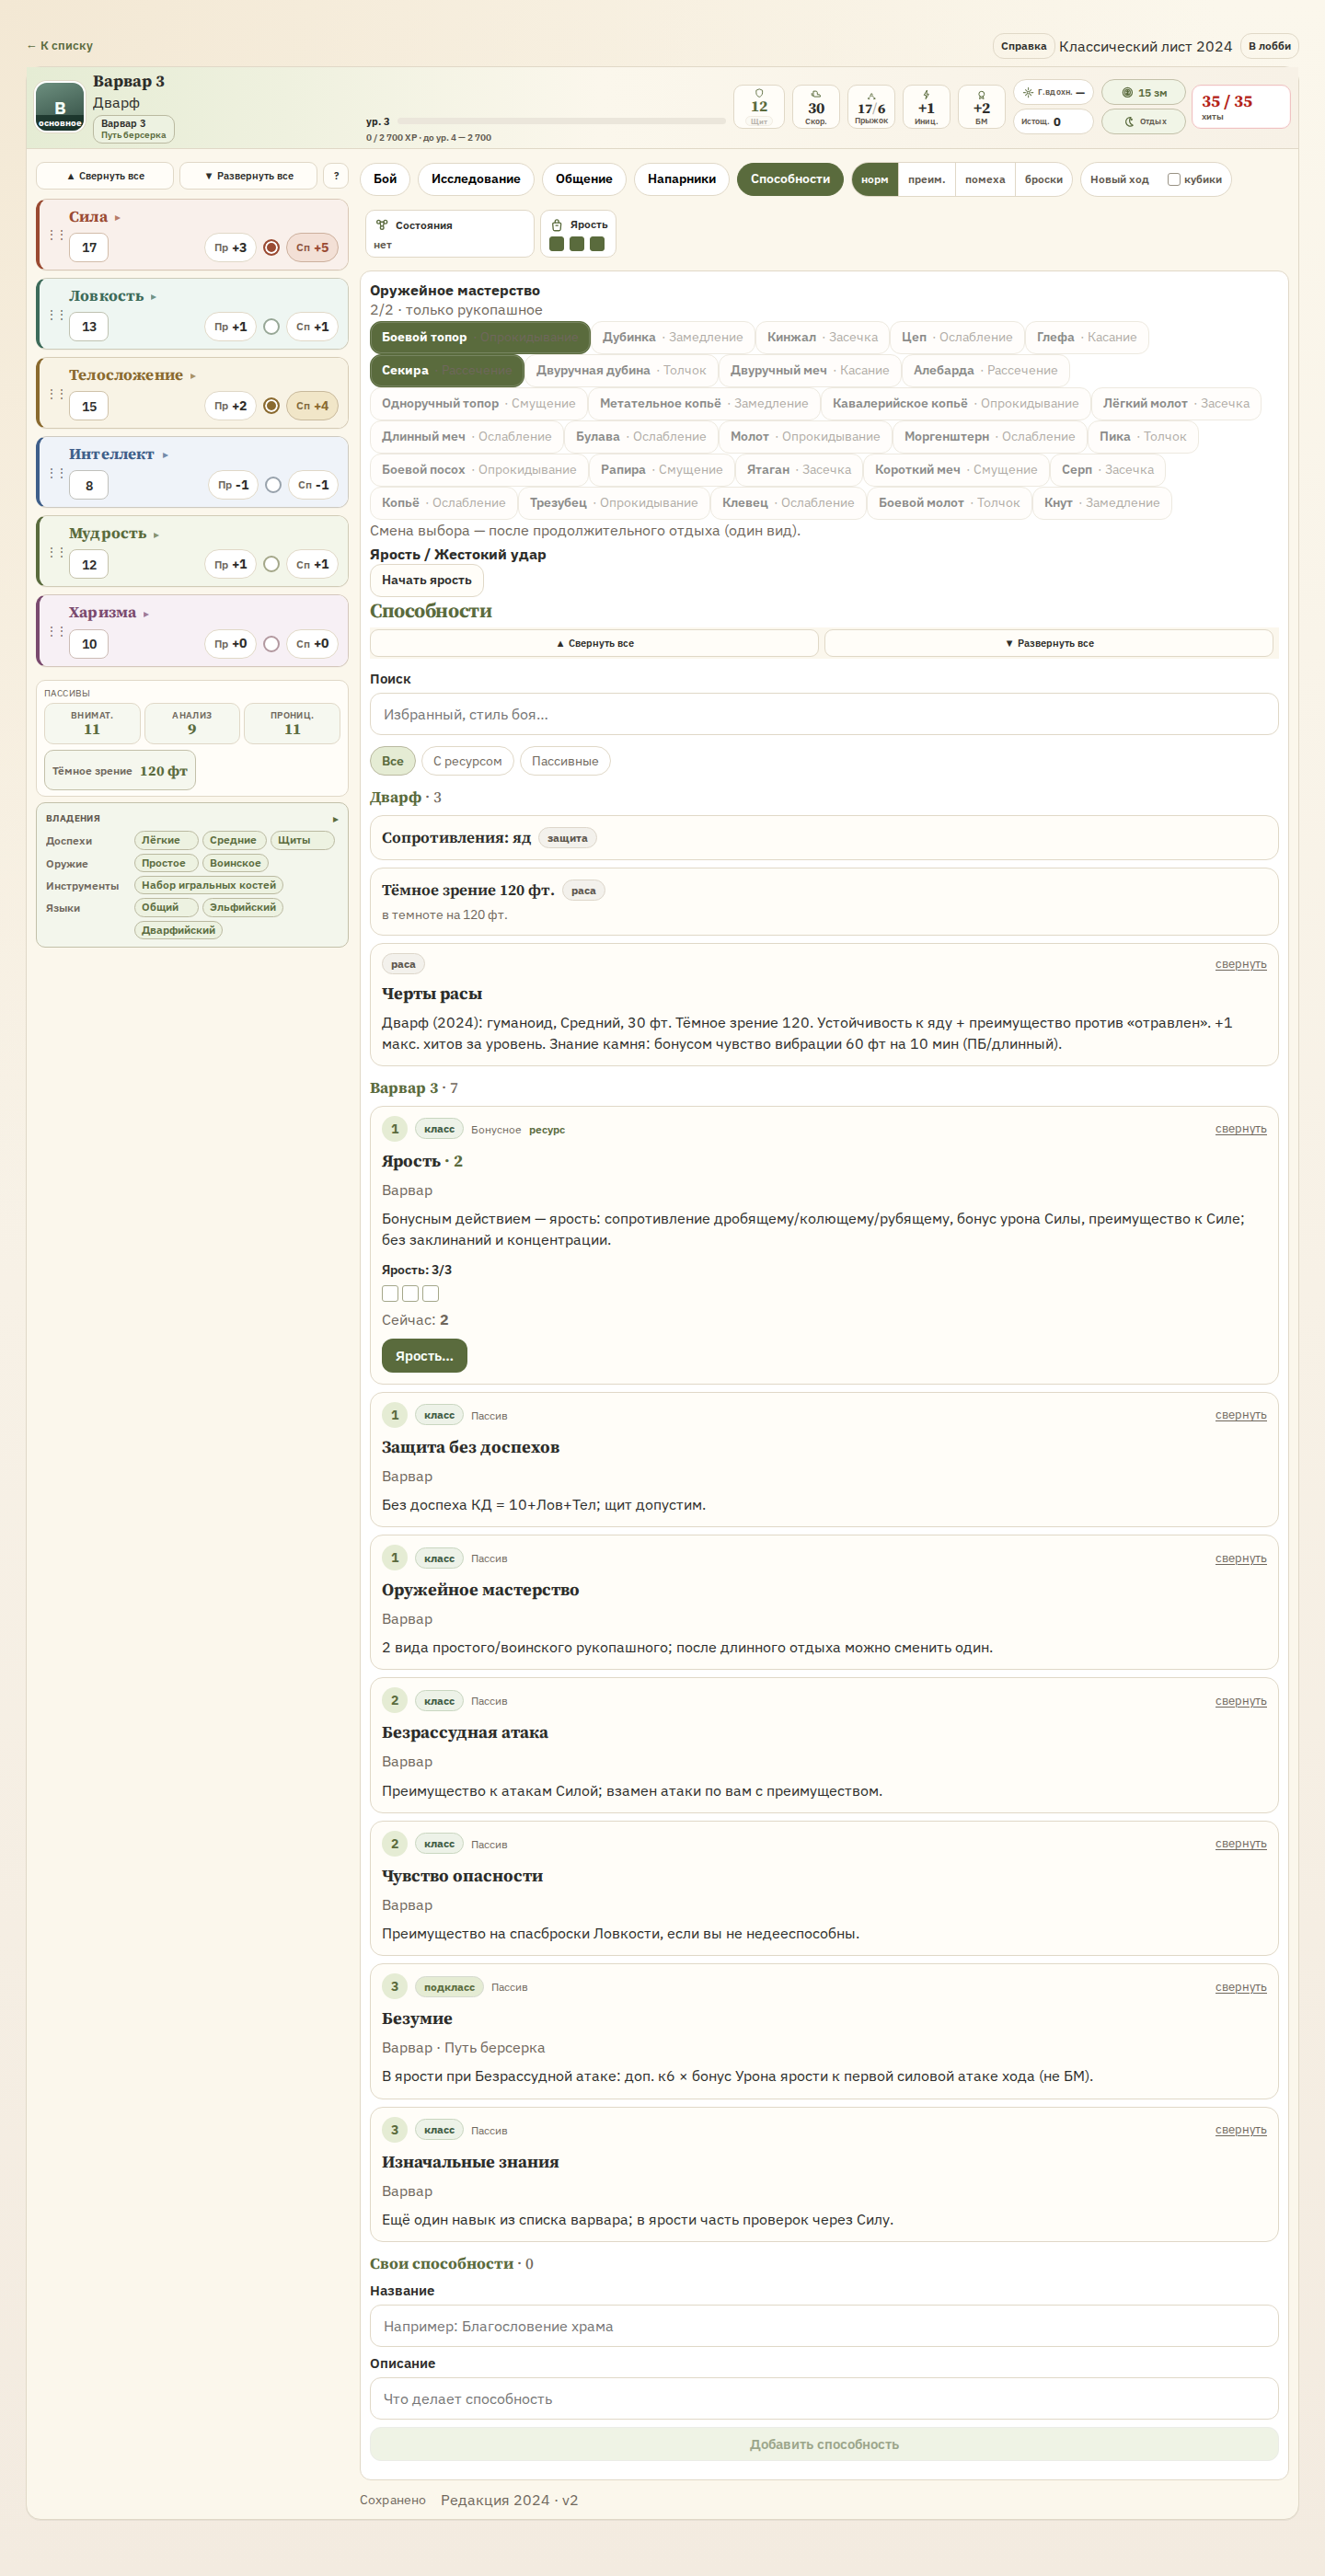 ← К списку
Справка Классический лист 2024 В лобби
В
основное
Варвар 3
Дварф
Варвар 3
Путь берсерка
ур. 3
0 / 2 700 XP · до ур. 4 — 2 700
12
Щит
30
Скор.
17/6
Прыжок
+1
Иниц.
+2
БМ
Г.вдохн. —
Истощ. 0
15 зм
Отдых
35 / 35
хиты
▲ Свернуть все ▼ Развернуть все ?
Сила ▸
17 Пр +3 Сп +5
Ловкость ▸
13 Пр +1 Сп +1
Телосложение ▸
15 Пр +2 Сп +4
Интеллект ▸
8 Пр -1 Сп -1
Мудрость ▸
12 Пр +1 Сп +1
Харизма ▸
10 Пр +0 Сп +0
ПАССИВЫ
ВНИМАТ. АНАЛИЗ ПРОНИЦ.
11 9 11
Тёмное зрение 120 фт
ВЛАДЕНИЯ ▸
Доспехи Лёгкие Средние Щиты
Оружие Простое Воинское
Инструменты Набор игральных костей
Языки Общий Эльфийский
Дварфийский
Бой Исследование Общение Напарники Способности норм преим. помеха броски Новый ход кубики
Состояния
нет
Ярость
Оружейное мастерство
2/2 · только рукопашное
Боевой топор Дубинка · Замедление Кинжал · Засечка Цеп · Ослабление Глефа · Касание
Секира Двуручная дубина · Толчок Двуручный меч · Касание Алебарда · Рассечение
Одноручный топор · Смущение Метательное копьё · Замедление Кавалерийское копьё · Опрокидывание Лёгкий молот · Засечка
Длинный меч · Ослабление Булава · Ослабление Молот · Опрокидывание Моргенштерн · Ослабление Пика · Толчок
Боевой посох · Опрокидывание Рапира · Смущение Ятаган · Засечка Короткий меч · Смущение Серп · Засечка
Копьё · Ослабление Трезубец · Опрокидывание Клевец · Ослабление Боевой молот · Толчок Кнут · Замедление
Смена выбора — после продолжительного отдыха (один вид).
Ярость / Жестокий удар
Начать ярость
Способности
▲ Свернуть все ▼ Развернуть все
Поиск
Избранный, стиль боя...
Все С ресурсом Пассивные
Дварф · 3
Сопротивления: яд защита
Тёмное зрение 120 фт. раса
в темноте на 120 фт.
раса свернуть
Черты расы
Дварф (2024): гуманоид, Средний, 30 фт. Тёмное зрение 120. Устойчивость к яду + преимущество против «отравлен». +1
макс. хитов за уровень. Знание камня: бонусом чувство вибрации 60 фт на 10 мин (ПБ/длинный).
Варвар 3 · 7
1 класс Бонусное ресурс свернуть
Ярость · 2
Варвар
Бонусным действием — ярость: сопротивление дробящему/колющему/рубящему, бонус урона Силы, преимущество к Силе;
без заклинаний и концентрации.
Ярость: 3/3
Сейчас: 2
Ярость...
1 класс Пассив свернуть
Защита без доспехов
Варвар
Без доспеха КД = 10+Лов+Тел; щит допустим.
1 класс Пассив свернуть
Оружейное мастерство
Варвар
2 вида простого/воинского рукопашного; после длинного отдыха можно сменить один.
2 класс Пассив свернуть
Безрассудная атака
Варвар
Преимущество к атакам Силой; взамен атаки по вам с преимуществом.
2 класс Пассив свернуть
Чувство опасности
Варвар
Преимущество на спасброски Ловкости, если вы не недееспособны.
3 подкласс Пассив свернуть
Безумие
Варвар · Путь берсерка
В ярости при Безрассудной атаке: доп. к6 × бонус Урона ярости к первой силовой атаке хода (не БМ).
3 класс Пассив свернуть
Изначальные знания
Варвар
Ещё один навык из списка варвара; в ярости часть проверок через Силу.
Свои способности · 0
Название
Например: Благословение храма
Описание
Что делает способность
Добавить способность
Сохранено Редакция 2024 · v2